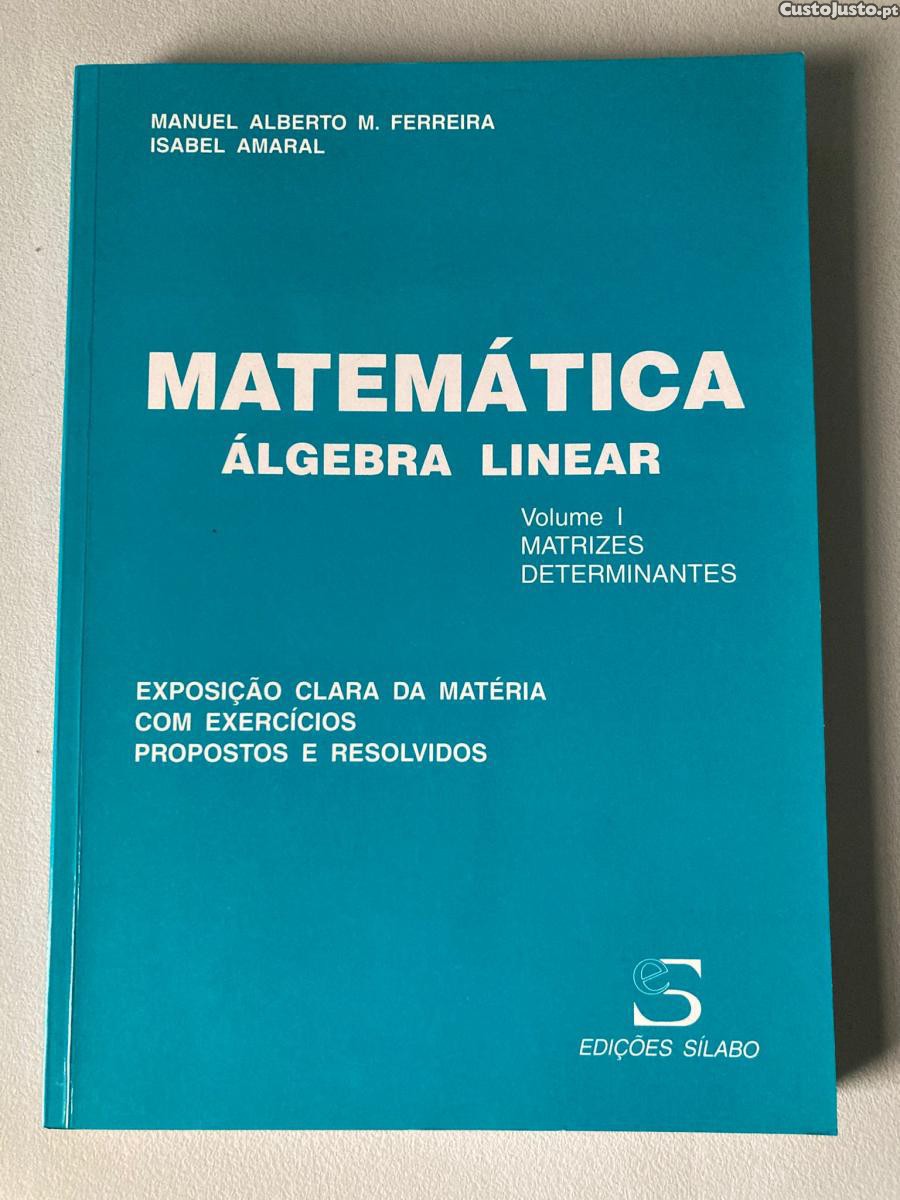 CustoJusto.pt
MANUEL ALBERTO M. FERREIRA
ISABEL AMARAL
MATEMÁTICA
ÁLGEBRA LINEAR
Volume I
MATRIZES
DETERMINANTES
EXPOSIÇÃO CLARA DA MATÉRIA
COM EXERCÍCIOS
PROPOSTOS E RESOLVIDOS
eS
EDIÇÕES SÍLABO